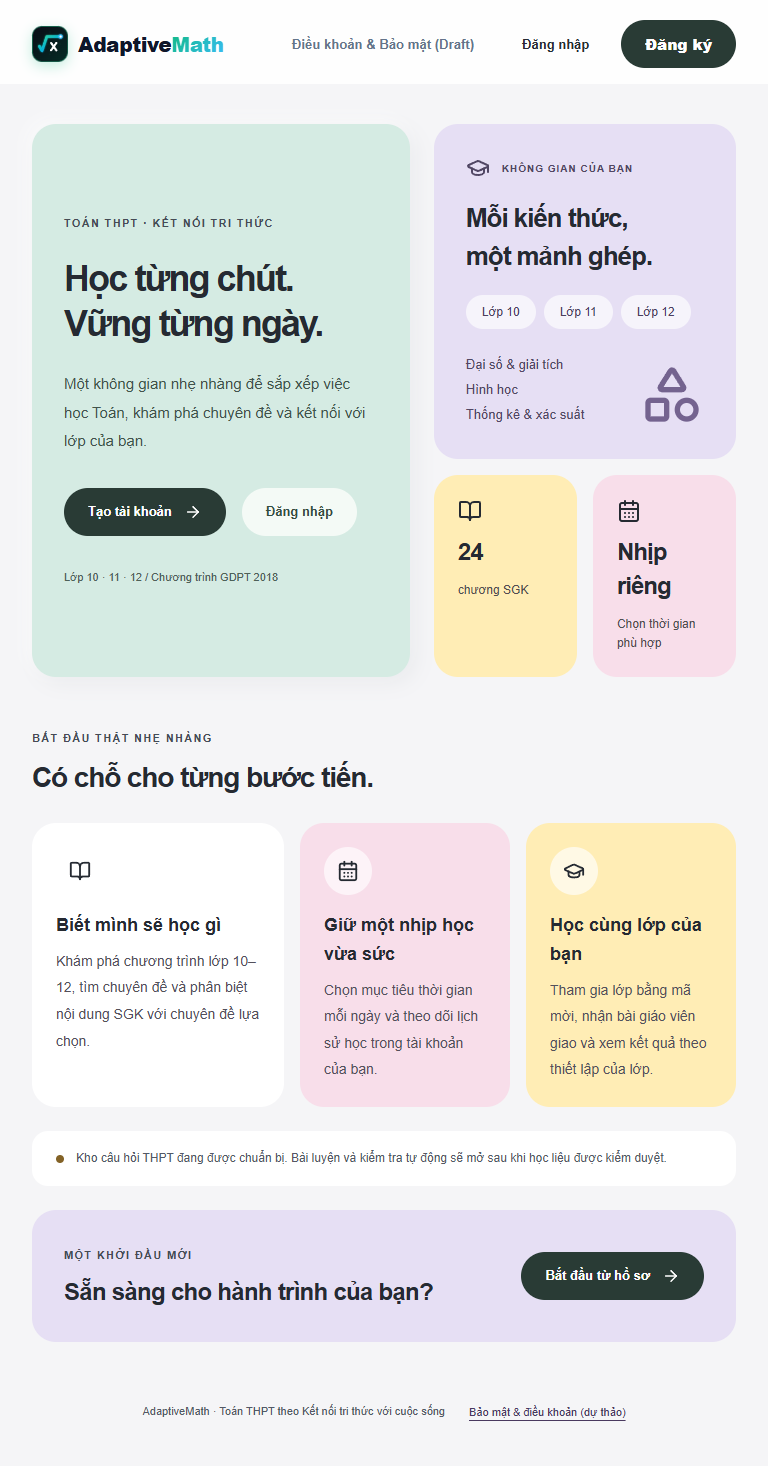 AdaptiveMath
Điều khoản & Bảo mật (Draft)
Đăng nhập
Đăng ký
TOÁN THPT · KẾT NỐI TRI THỨC
Học từng chút.
Vững từng ngày.
Một không gian nhẹ nhàng để sắp xếp việc
học Toán, khám phá chuyên đề và kết nối với
lớp của bạn.
Tạo tài khoản
Đăng nhập
Lớp 10 · 11 · 12 / Chương trình GDPT 2018
KHÔNG GIAN CỦA BẠN
Mỗi kiến thức,
một mảnh ghép.
Lớp 10
Lớp 11
Lớp 12
Đại số & giải tích
Hình học
Thống kê & xác suất
24
chương SGK
Nhịp
riêng
Chọn thời gian
phù hợp
BẮT ĐẦU THẬT NHẸ NHÀNG
Có chỗ cho từng bước tiến.
Biết mình sẽ học gì
Khám phá chương trình lớp 10–
12, tìm chuyên đề và phân biệt
nội dung SGK với chuyên đề lựa
chọn.
Giữ một nhịp học
vừa sức
Chọn mục tiêu thời gian
mỗi ngày và theo dõi lịch
sử học trong tài khoản
của bạn.
Học cùng lớp của
bạn
Tham gia lớp bằng mã
mời, nhận bài giáo viên
giao và xem kết quả theo
thiết lập của lớp.
Kho câu hỏi THPT đang được chuẩn bị. Bài luyện và kiểm tra tự động sẽ mở sau khi học liệu được kiểm duyệt.
MỘT KHỞI ĐẦU MỚI
Sẵn sàng cho hành trình của bạn?
Bắt đầu từ hồ sơ
AdaptiveMath · Toán THPT theo Kết nối tri thức với cuộc sống
Bảo mật & điều khoản (dự thảo)